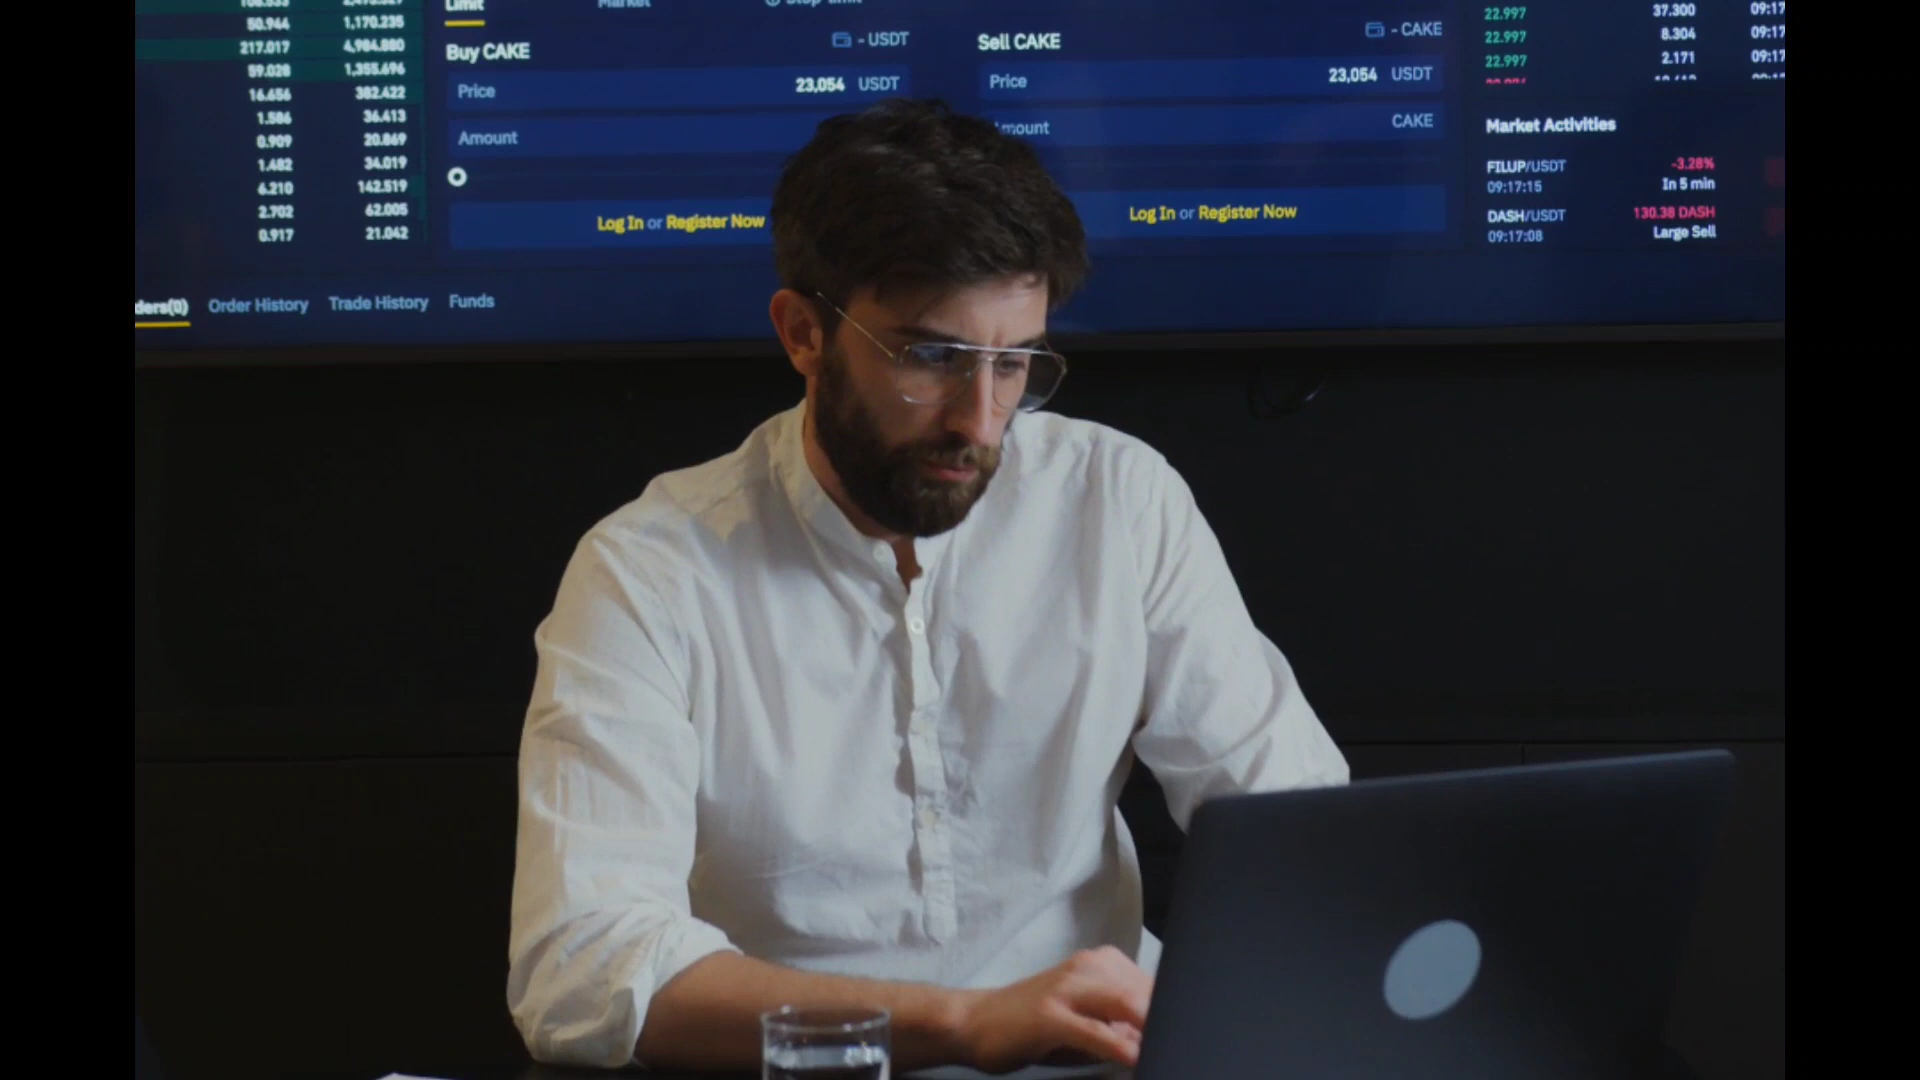 50.944 1,170.235
217.017 4,984.880
59.028 1,355.696
16.656 382.422
1.586 36.413
0.909 20.869
1.482 34.019
6.210 142.519
2.702 62.005
0.917 21.042
Limit Market Stop-limit
Buy CAKE - USDT
Price 23,054 USDT
Amount
Log In or Register Now
Sell CAKE - CAKE
Price 23,054 USDT
mount CAKE
Log In or Register Now
22.997 37.300 09:17
22.997 8.304 09:17
22.997 2.171 09:17
Market Activities
FILUP/USDT -3.28%
09:17:15 In 5 min
DASH/USDT 130.38 DASH
09:17:08 Large Sell
ders(0) Order History Trade History Funds